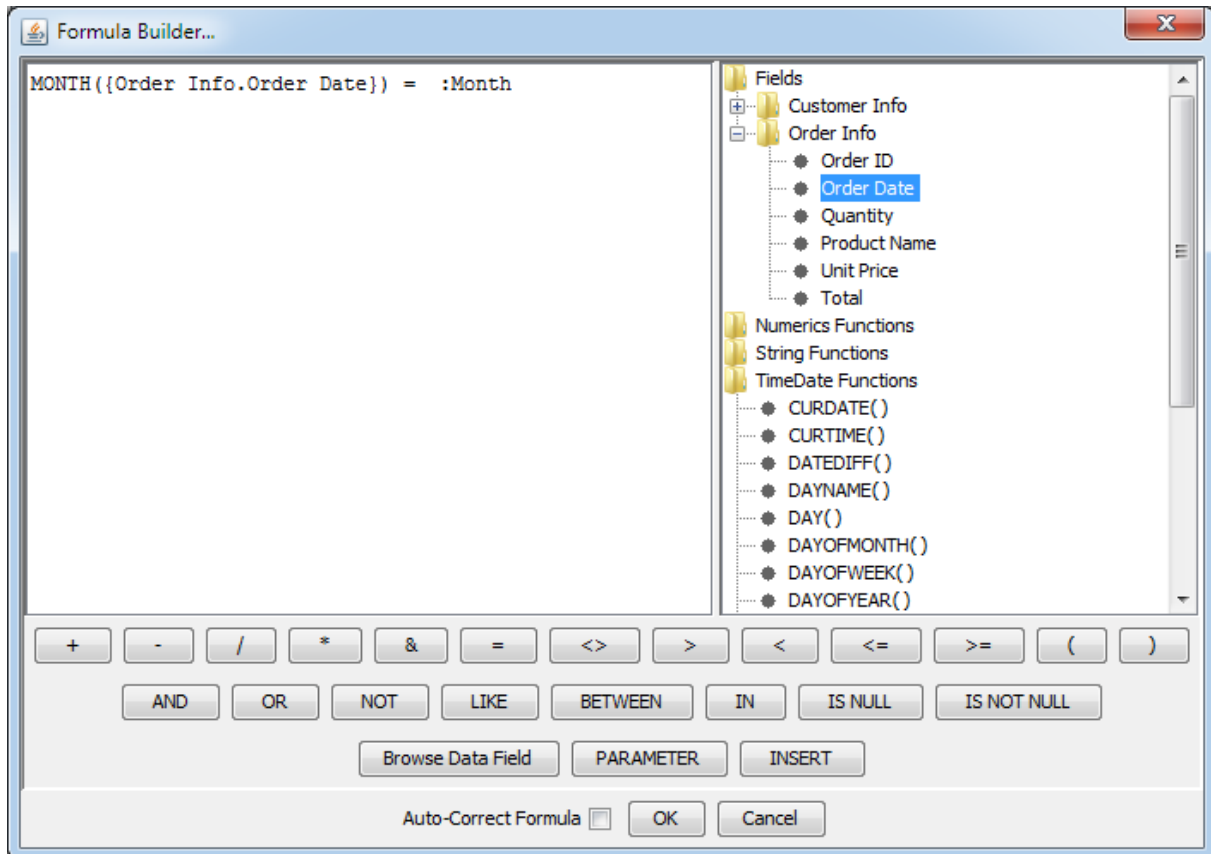 Formula Builder...
MONTH({Order Info.Order Date}) =  :Month
Fields
Customer Info
Order Info
Order ID
Order Date
Quantity
Product Name
Unit Price
Total
Numerics Functions
String Functions
TimeDate Functions
CURDATE()
CURTIME()
DATEDIFF()
DAYNAME()
DAY()
DAYOFMONTH()
DAYOFWEEK()
DAYOFYEAR()
+ - / * & = <> > < <= >= ( )
AND OR NOT LIKE BETWEEN IN IS NULL IS NOT NULL
Browse Data Field PARAMETER INSERT
Auto-Correct Formula OK Cancel